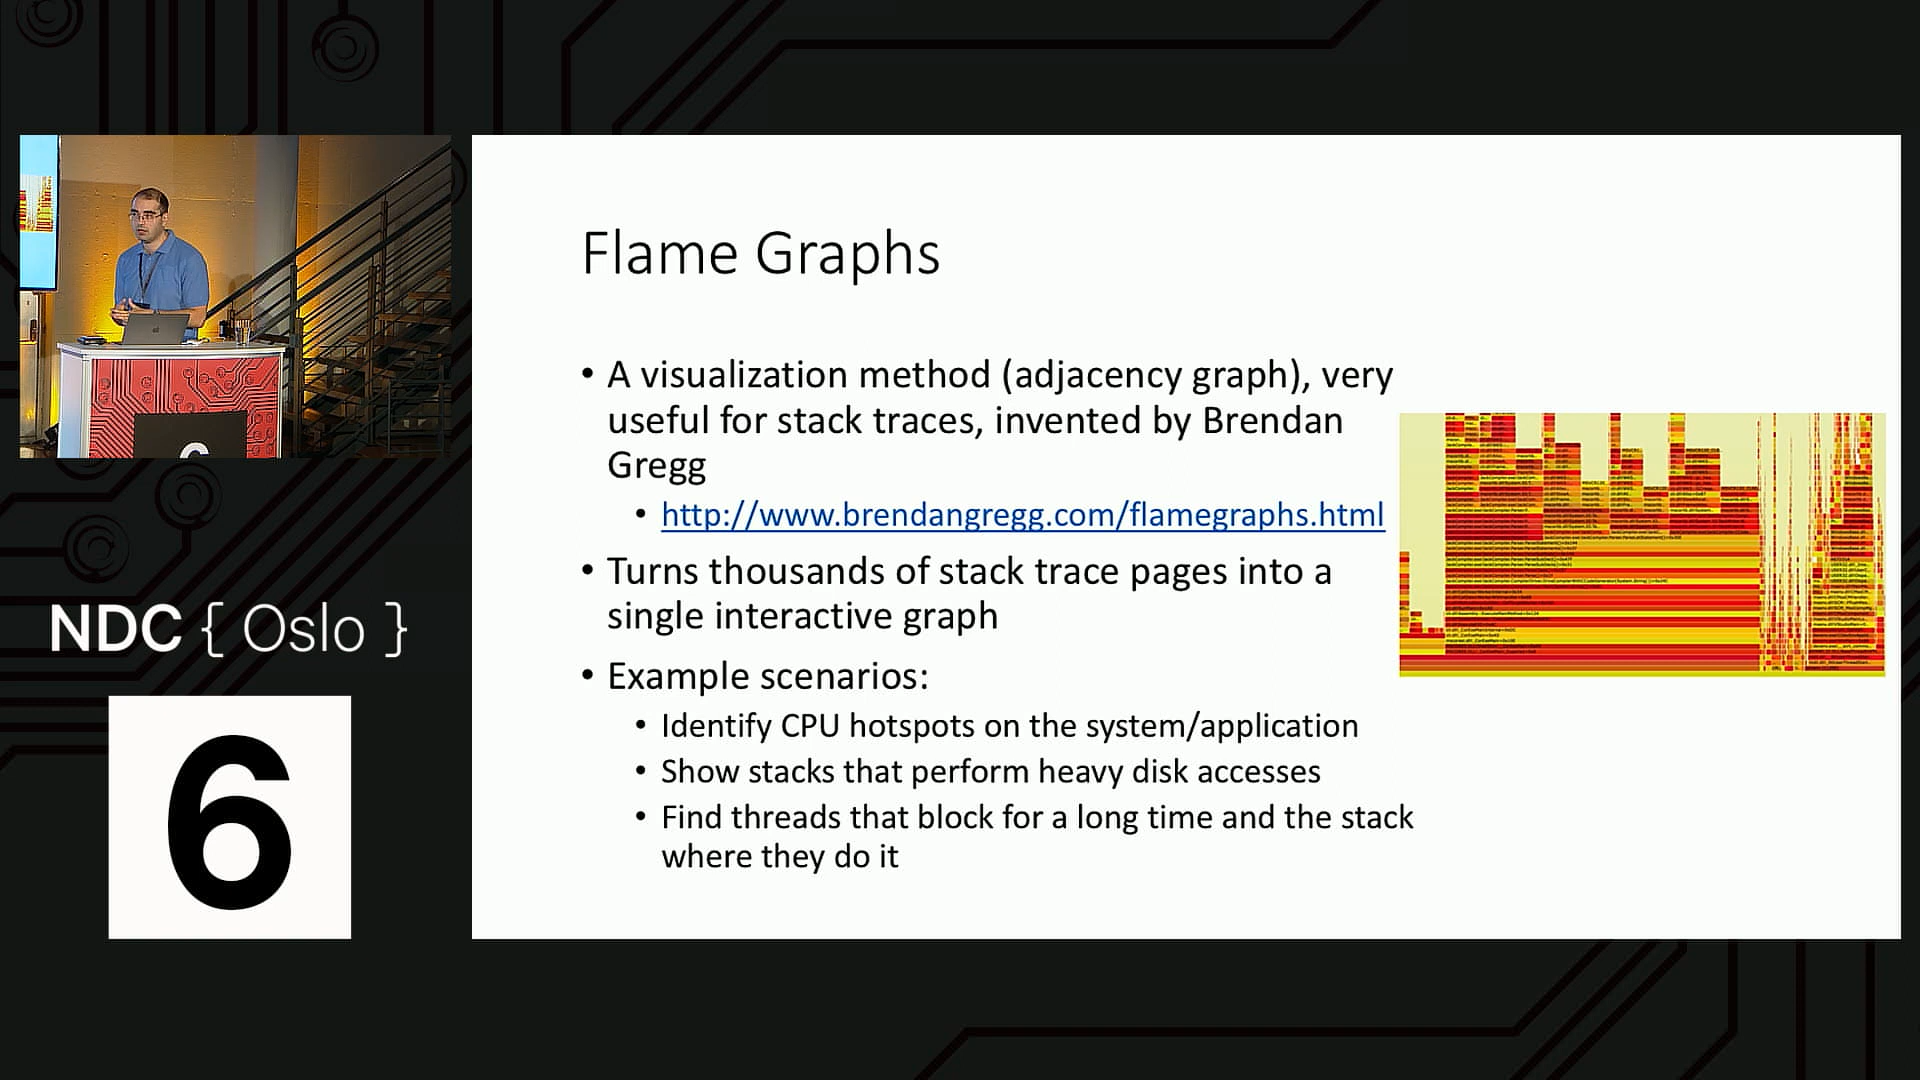 Flame Graphs
• A visualization method (adjacency graph), very
useful for stack traces, invented by Brendan
Gregg
• http://www.brendangregg.com/flamegraphs.html
• Turns thousands of stack trace pages into a
single interactive graph
• Example scenarios:
• Identify CPU hotspots on the system/application
• Show stacks that perform heavy disk accesses
• Find threads that block for a long time and the stack
where they do it
NDC { Oslo }
6